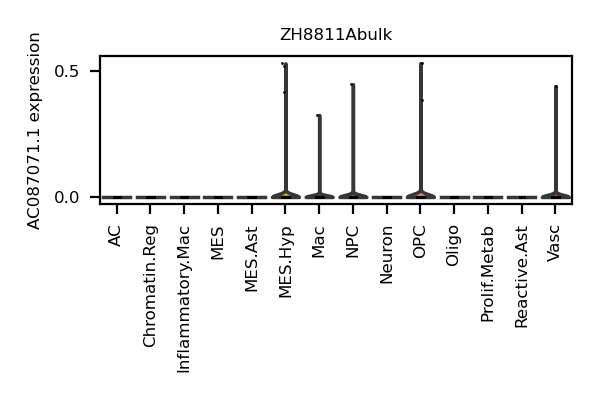 ZH8811Abulk
AC087071.1 expression
0.5
0.0
AC
Chromatin.Reg
Inflammatory.Mac
MES
MES.Ast
MES.Hyp
Mac
NPC
Neuron
OPC
Oligo
Prolif.Metab
Reactive.Ast
Vasc